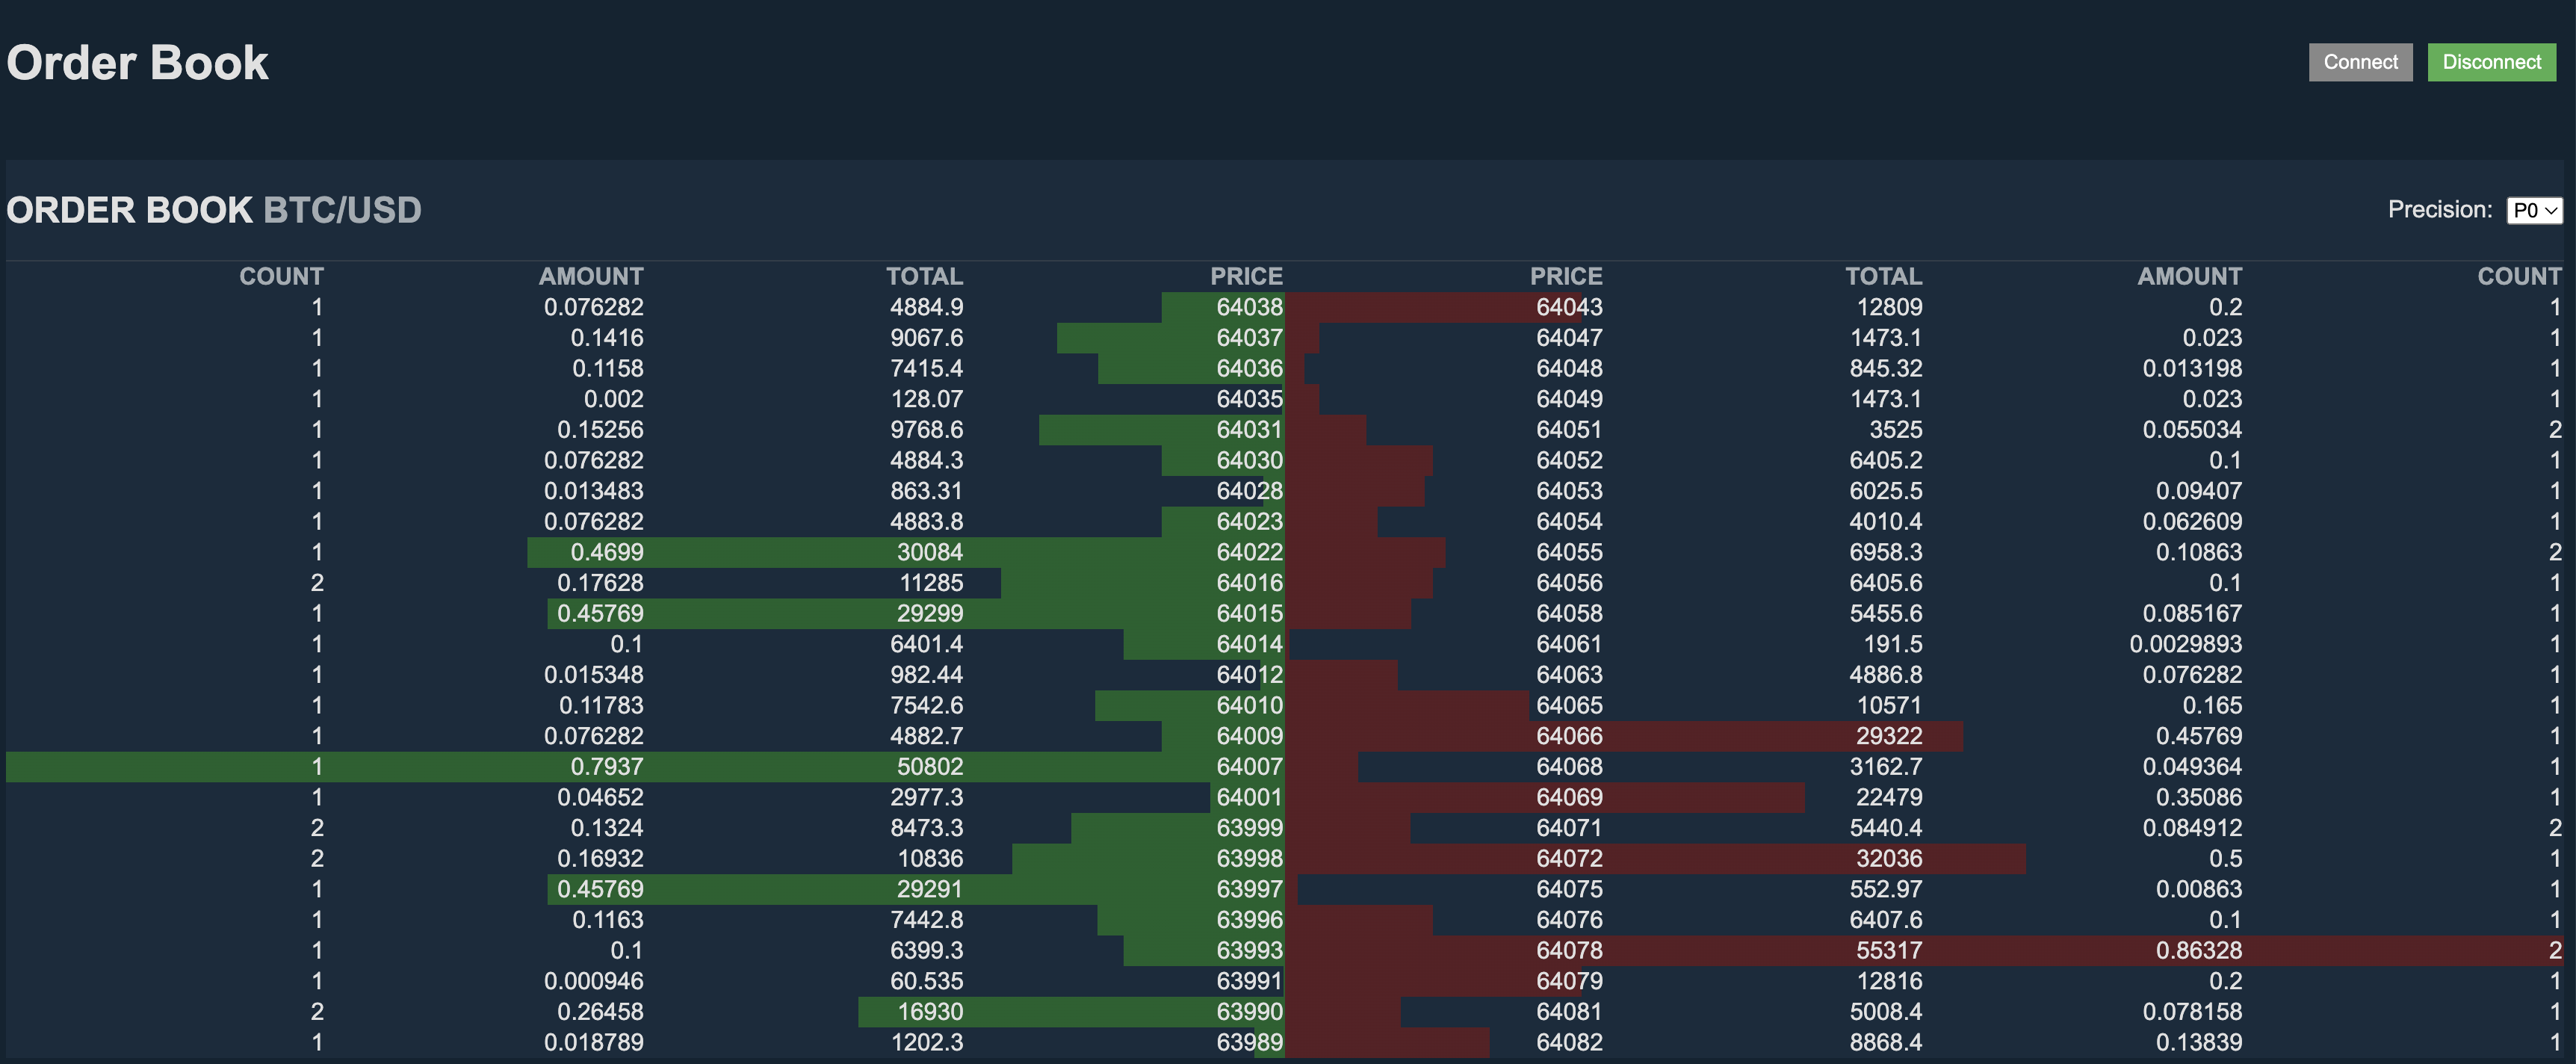 Order Book
Connect Disconnect
ORDER BOOK BTC/USD
Precision: P0
COUNT AMOUNT TOTAL PRICE PRICE TOTAL AMOUNT COUNT
1 0.076282 4884.9 64038 64043 12809 0.2 1
1 0.1416 9067.6 64037 64047 1473.1 0.023 1
1 0.1158 7415.4 64036 64048 845.32 0.013198 1
1 0.002 128.07 64035 64049 1473.1 0.023 1
1 0.15256 9768.6 64031 64051 3525 0.055034 2
1 0.076282 4884.3 64030 64052 6405.2 0.1 1
1 0.013483 863.31 64028 64053 6025.5 0.09407 1
1 0.076282 4883.8 64023 64054 4010.4 0.062609 1
1 0.4699 30084 64022 64055 6958.3 0.10863 2
2 0.17628 11285 64016 64056 6405.6 0.1 1
1 0.45769 29299 64015 64058 5455.6 0.085167 1
1 0.1 6401.4 64014 64061 191.5 0.0029893 1
1 0.015348 982.44 64012 64063 4886.8 0.076282 1
1 0.11783 7542.6 64010 64065 10571 0.165 1
1 0.076282 4882.7 64009 64066 29322 0.45769 1
1 0.7937 50802 64007 64068 3162.7 0.049364 1
1 0.04652 2977.3 64001 64069 22479 0.35086 1
2 0.1324 8473.3 63999 64071 5440.4 0.084912 2
2 0.16932 10836 63998 64072 32036 0.5 1
1 0.45769 29291 63997 64075 552.97 0.00863 1
1 0.1163 7442.8 63996 64076 6407.6 0.1 1
1 0.1 6399.3 63993 64078 55317 0.86328 2
1 0.000946 60.535 63991 64079 12816 0.2 1
2 0.26458 16930 63990 64081 5008.4 0.078158 1
1 0.018789 1202.3 63989 64082 8868.4 0.13839 1